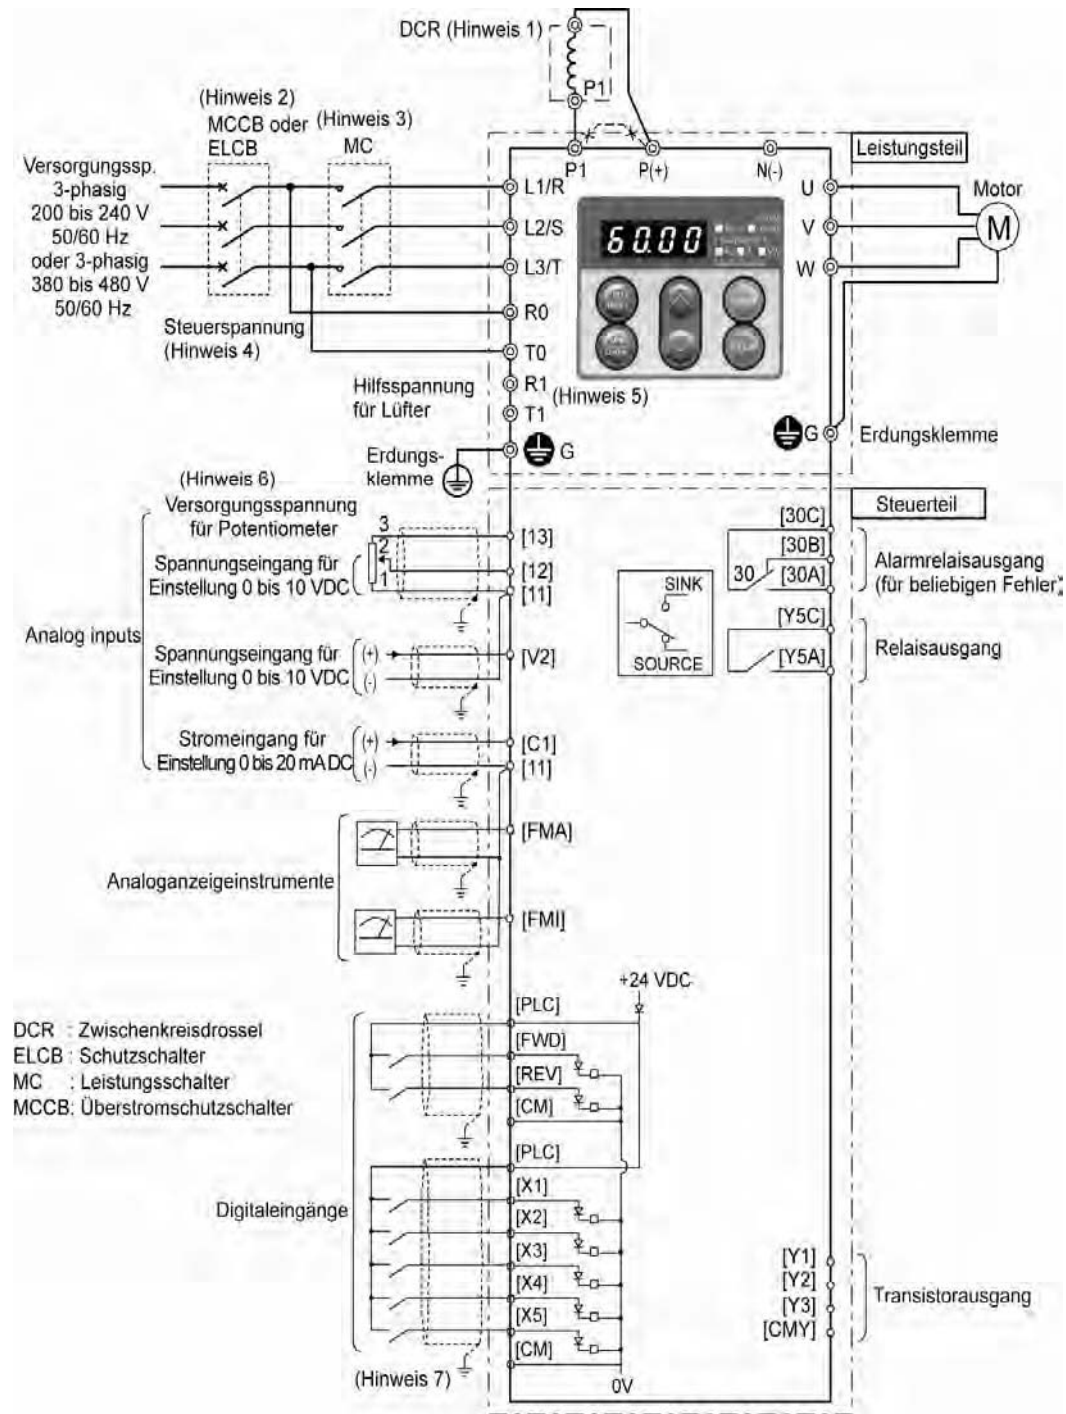 DCR (Hinweis 1)
P1
(Hinweis 2)
MCCB oder
ELCB
(Hinweis 3)
MC
Versorgungssp.
3-phasig
200 bis 240 V
50/60 Hz
oder 3-phasig
380 bis 480 V
50/60 Hz
P1
P(+)
N(-)
Leistungsteil
L1/R
L2/S
L3/T
R0
T0
R1
T1
G
U
V
W
Motor
M
60.00
Steuerspannung
(Hinweis 4)
Hilfsspannung
für Lüfter
(Hinweis 5)
G
Erdungsklemme
Erdungs-
klemme
Steuerteil
(Hinweis 6)
Versorgungsspannung
für Potentiometer
3
2
1
Spannungseingang für
Einstellung 0 bis 10 VDC
[13]
[12]
[11]
Analog inputs
Spannungseingang für
Einstellung 0 bis 10 VDC
(+)
(-)
[V2]
Stromeingang für
Einstellung 0 bis 20 mA DC
(+)
(-)
[C1]
[11]
SINK
SOURCE
[30C]
[30B]
30
[30A]
Alarmrelaisausgang
(für beliebigen Fehler)
[Y5C]
[Y5A]
Relaisausgang
Analoganzeigeinstrumente
[FMA]
[FMI]
+24 VDC
DCR : Zwischenkreisdrossel
ELCB : Schutzschalter
MC : Leistungsschalter
MCCB: Überstromschutzschalter
Digitaleingänge
[PLC]
[FWD]
[REV]
[CM]
[PLC]
[X1]
[X2]
[X3]
[X4]
[X5]
[CM]
(Hinweis 7)
0V
[Y1]
[Y2]
[Y3]
[CMY]
Transistorausgang